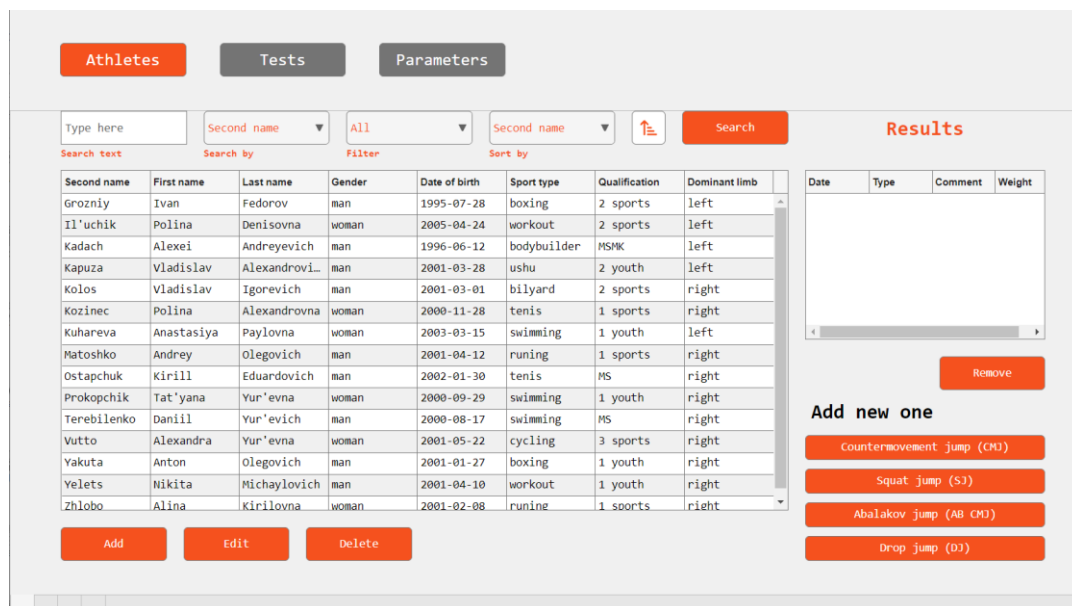 Athletes Tests Parameters
Type here Second name All Second name Search Results
Search text Search by Filter Sort by
Second name First name Last name Gender Date of birth Sport type Qualification Dominant limb Date Type Comment Weight
Grozniy Ivan Fedorov man 1995-07-28 boxing 2 sports left
Il'uchik Polina Denisovna woman 2005-04-24 workout 2 sports left
Kadach Alexei Andreyevich man 1996-06-12 bodybuilder MSMK left
Kapuza Vladislav Alexandrovi… man 2001-03-28 ushu 2 youth left
Kolos Vladislav Igorevich man 2001-03-01 bilyard 2 sports right
Kozinec Polina Alexandrovna woman 2000-11-28 tenis 1 sports right
Kuhareva Anastasiya Paylovna woman 2003-03-15 swimming 1 youth left
Matoshko Andrey Olegovich man 2001-04-12 runing 1 sports right
Ostapchuk Kirill Eduardovich man 2002-01-30 tenis MS right
Remove
Prokopchik Tat'yana Yur'evna woman 2000-09-29 swimming 1 youth right
Terebilenko Daniil Yur'evich man 2000-08-17 swimming MS right
Add new one
Vutto Alexandra Yur'evna woman 2001-05-22 cycling 3 sports right
Countermovement jump (CMJ)
Yakuta Anton Olegovich man 2001-01-27 boxing 1 youth right
Yelets Nikita Michaylovich man 2001-04-10 workout 1 youth right
Squat jump (SJ)
Zhlobo Alina Kirilovna woman 2001-02-08 runing 1 sports right
Abalakov jump (AB CMJ)
Add Edit Delete Drop jump (DJ)